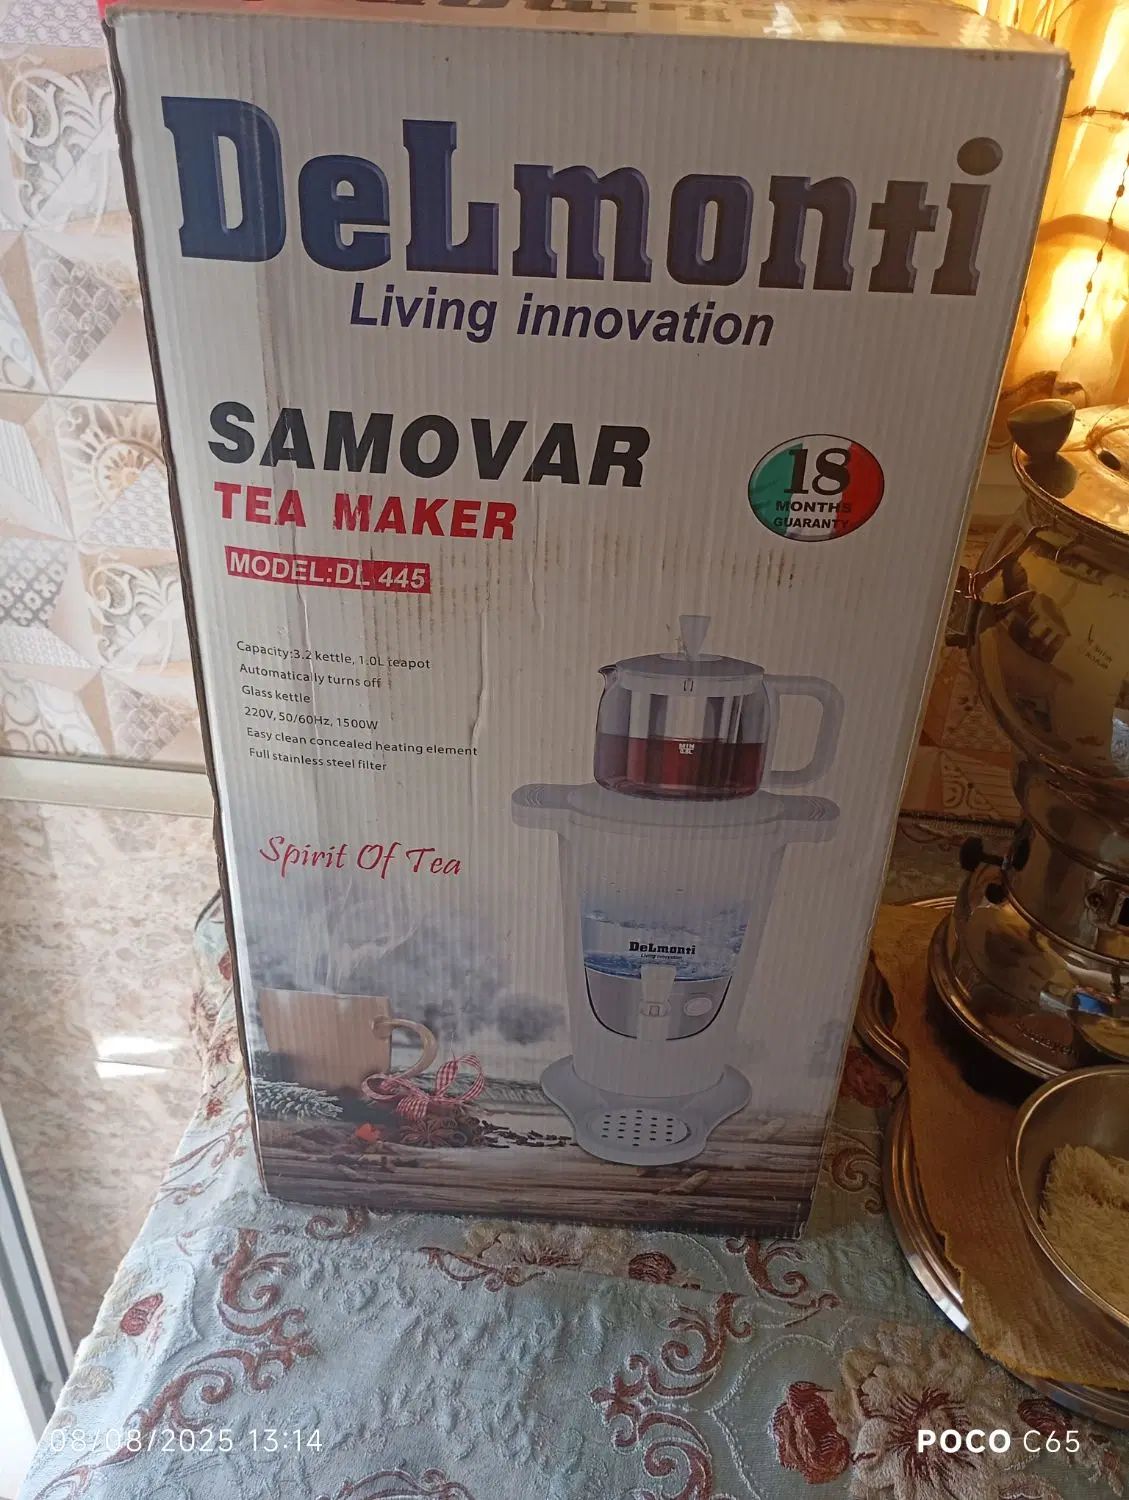 DeLmonti
Living innovation
SAMOVAR
TEA MAKER
MODEL:DL 445
18
MONTHS
GUARANTY
Capacity:3.2 kettle, 1.0L teapot
Automatically turns off
Glass kettle
220V, 50/60Hz, 1500W
Easy clean concealed heating element
Full stainless steel filter
Spirit Of Tea
MIN
DeLmonti
Living innovation
08/08/2025 13:14
POCO C65